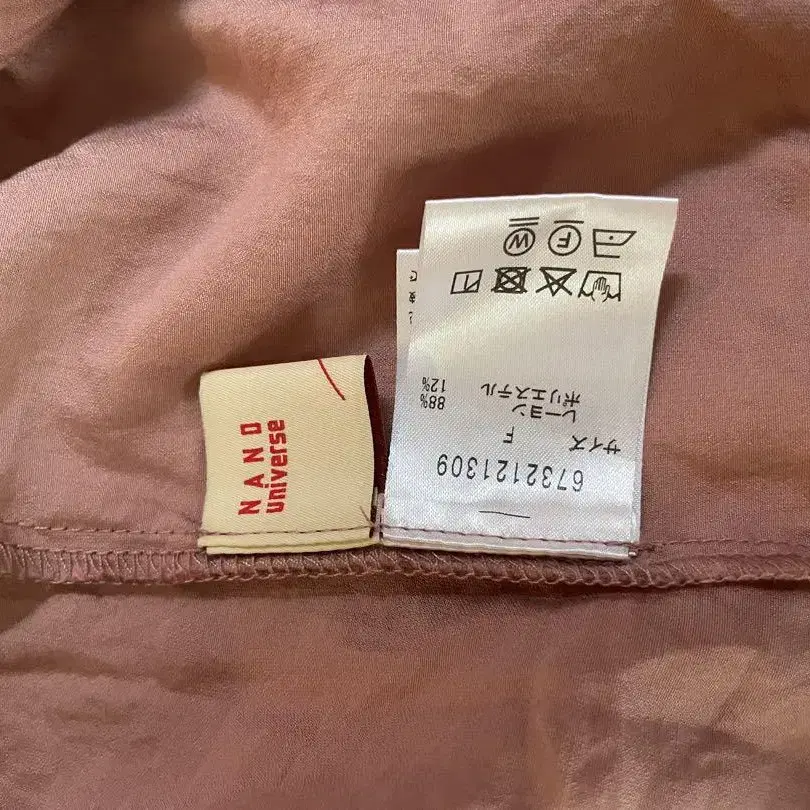 NANO
universe
6732121309
サイズ
F
レーヨン 88%
ポリエステル 12%
F W